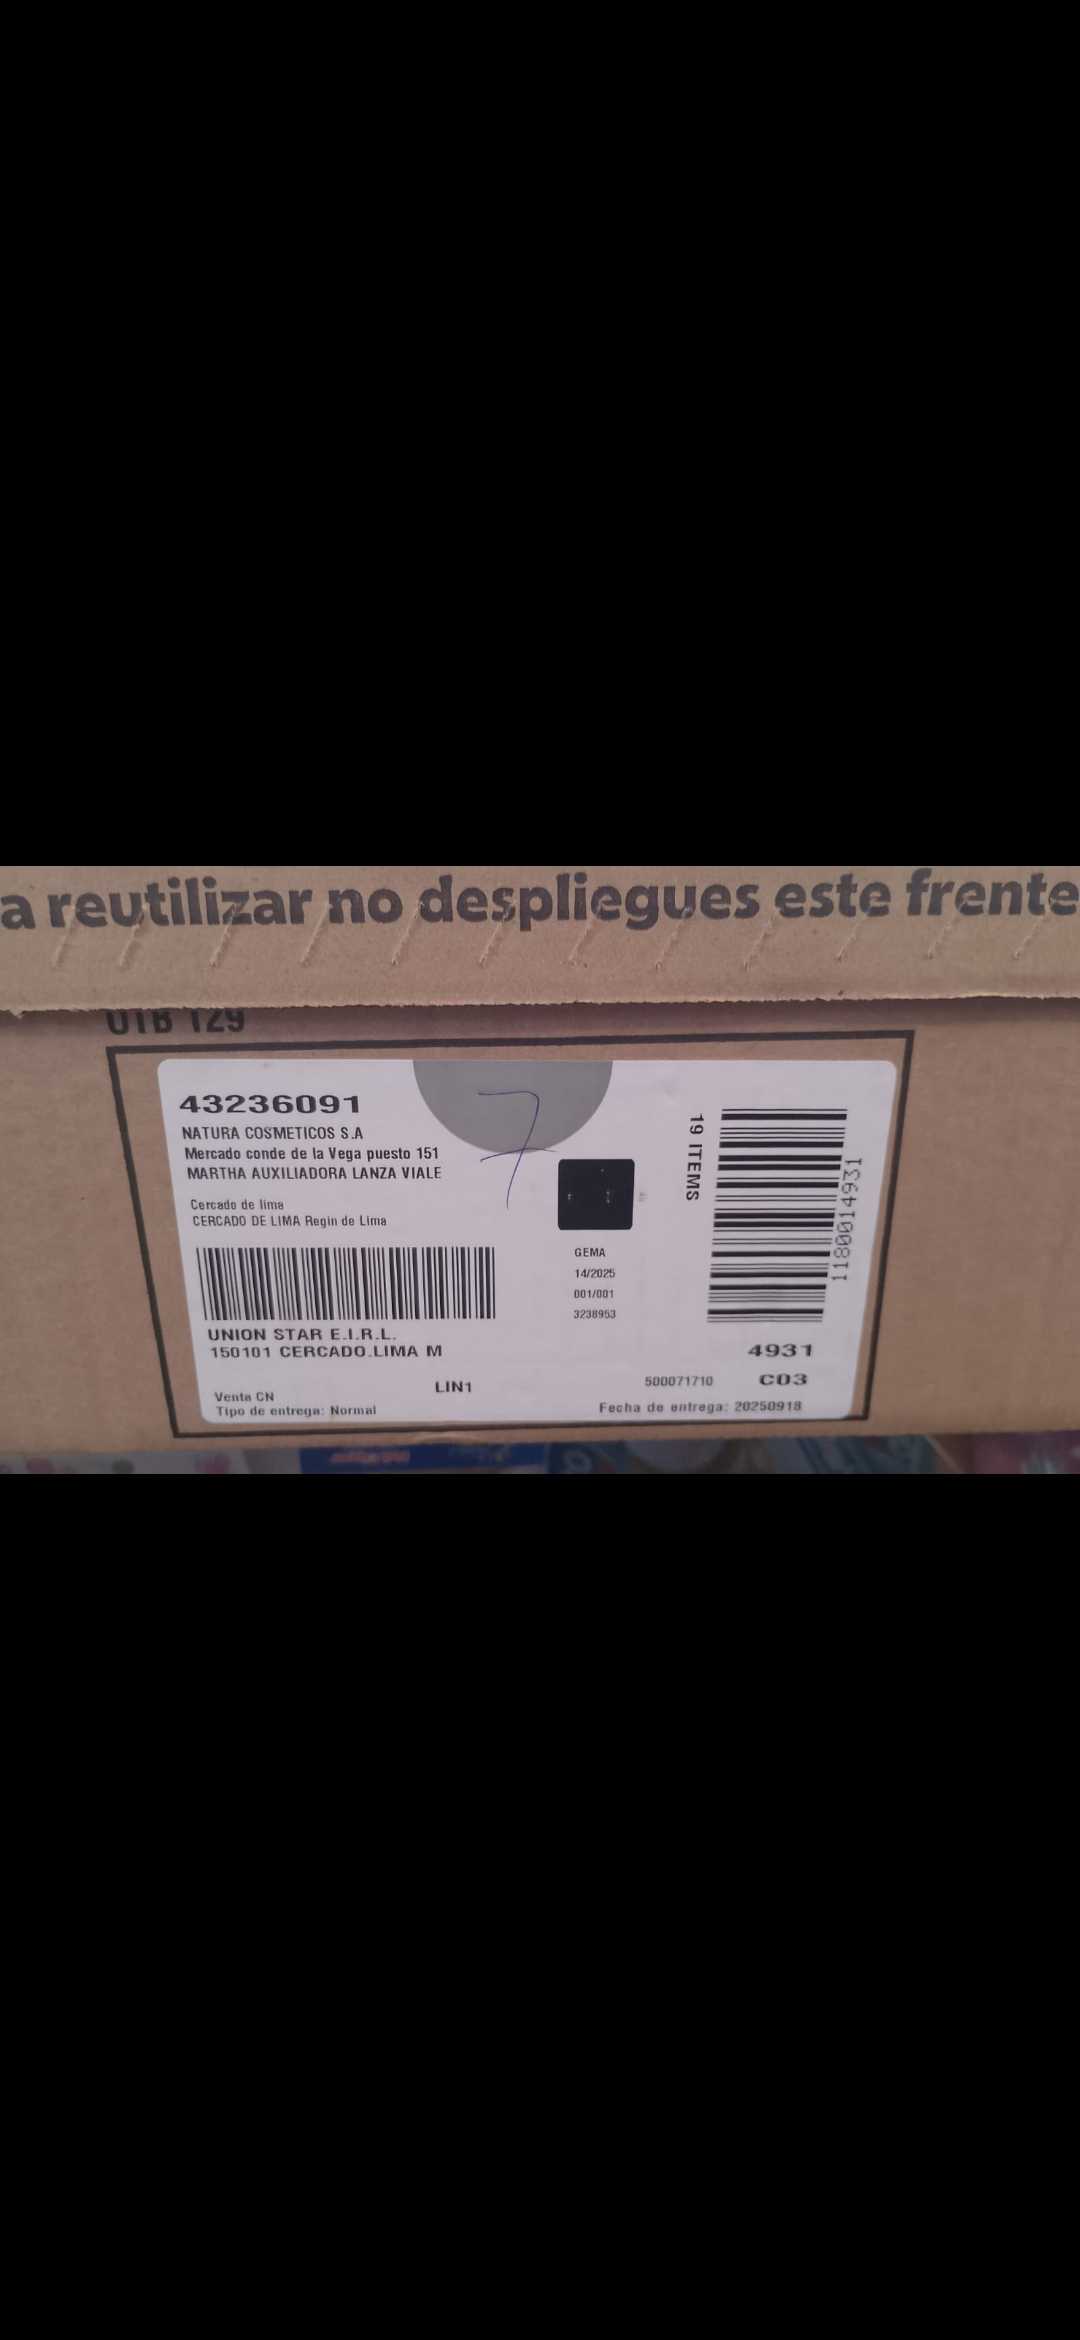 a reutilizar no despliegues este frente
UTB 129
43236091
NATURA COSMETICOS S.A
Mercado conde de la Vega puesto 151
MARTHA AUXILIADORA LANZA VIALE
Cercado de lima
CERCADO DE LIMA Regin de Lima
UNION STAR E.I.R.L.
150101 CERCADO.LIMA M
LIN1
Venta CN
Tipo de entrega: Normal
7
GEMA
14/2025
001/001
3238953
19 ITEMS
1180014931
4931
500071710 C03
Fecha de entrega: 20250918